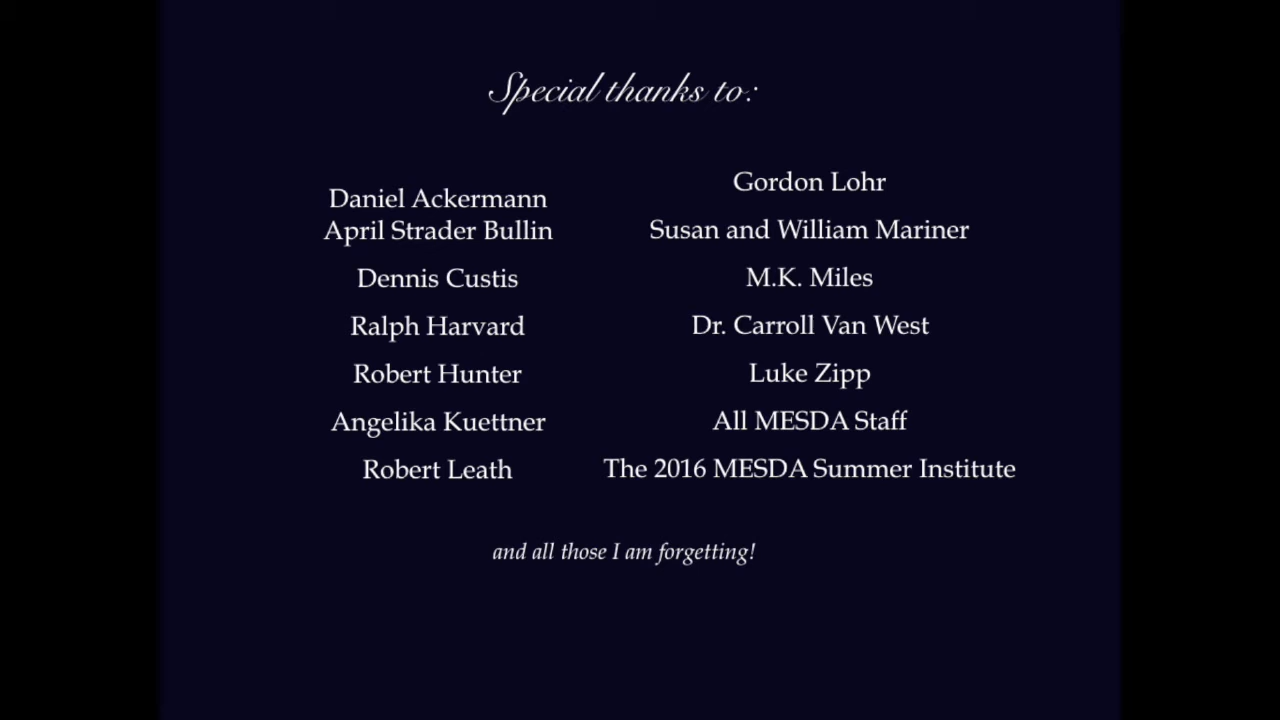 Special thanks to:
Daniel Ackermann
April Strader Bullin
Dennis Custis
Ralph Harvard
Robert Hunter
Angelika Kuettner
Robert Leath
Gordon Lohr
Susan and William Mariner
M.K. Miles
Dr. Carroll Van West
Luke Zipp
All MESDA Staff
The 2016 MESDA Summer Institute
and all those I am forgetting!